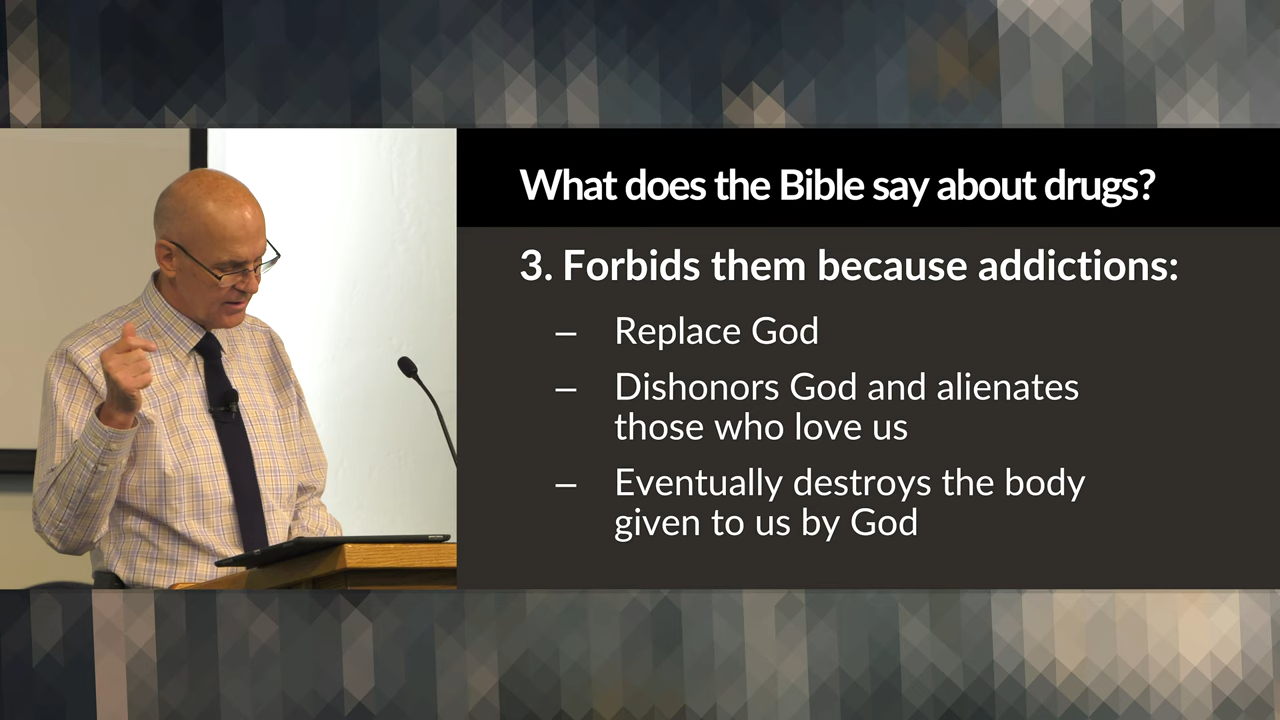 What does the Bible say about drugs?
3. Forbids them because addictions:
– Replace God
– Dishonors God and alienates
those who love us
– Eventually destroys the body
given to us by God